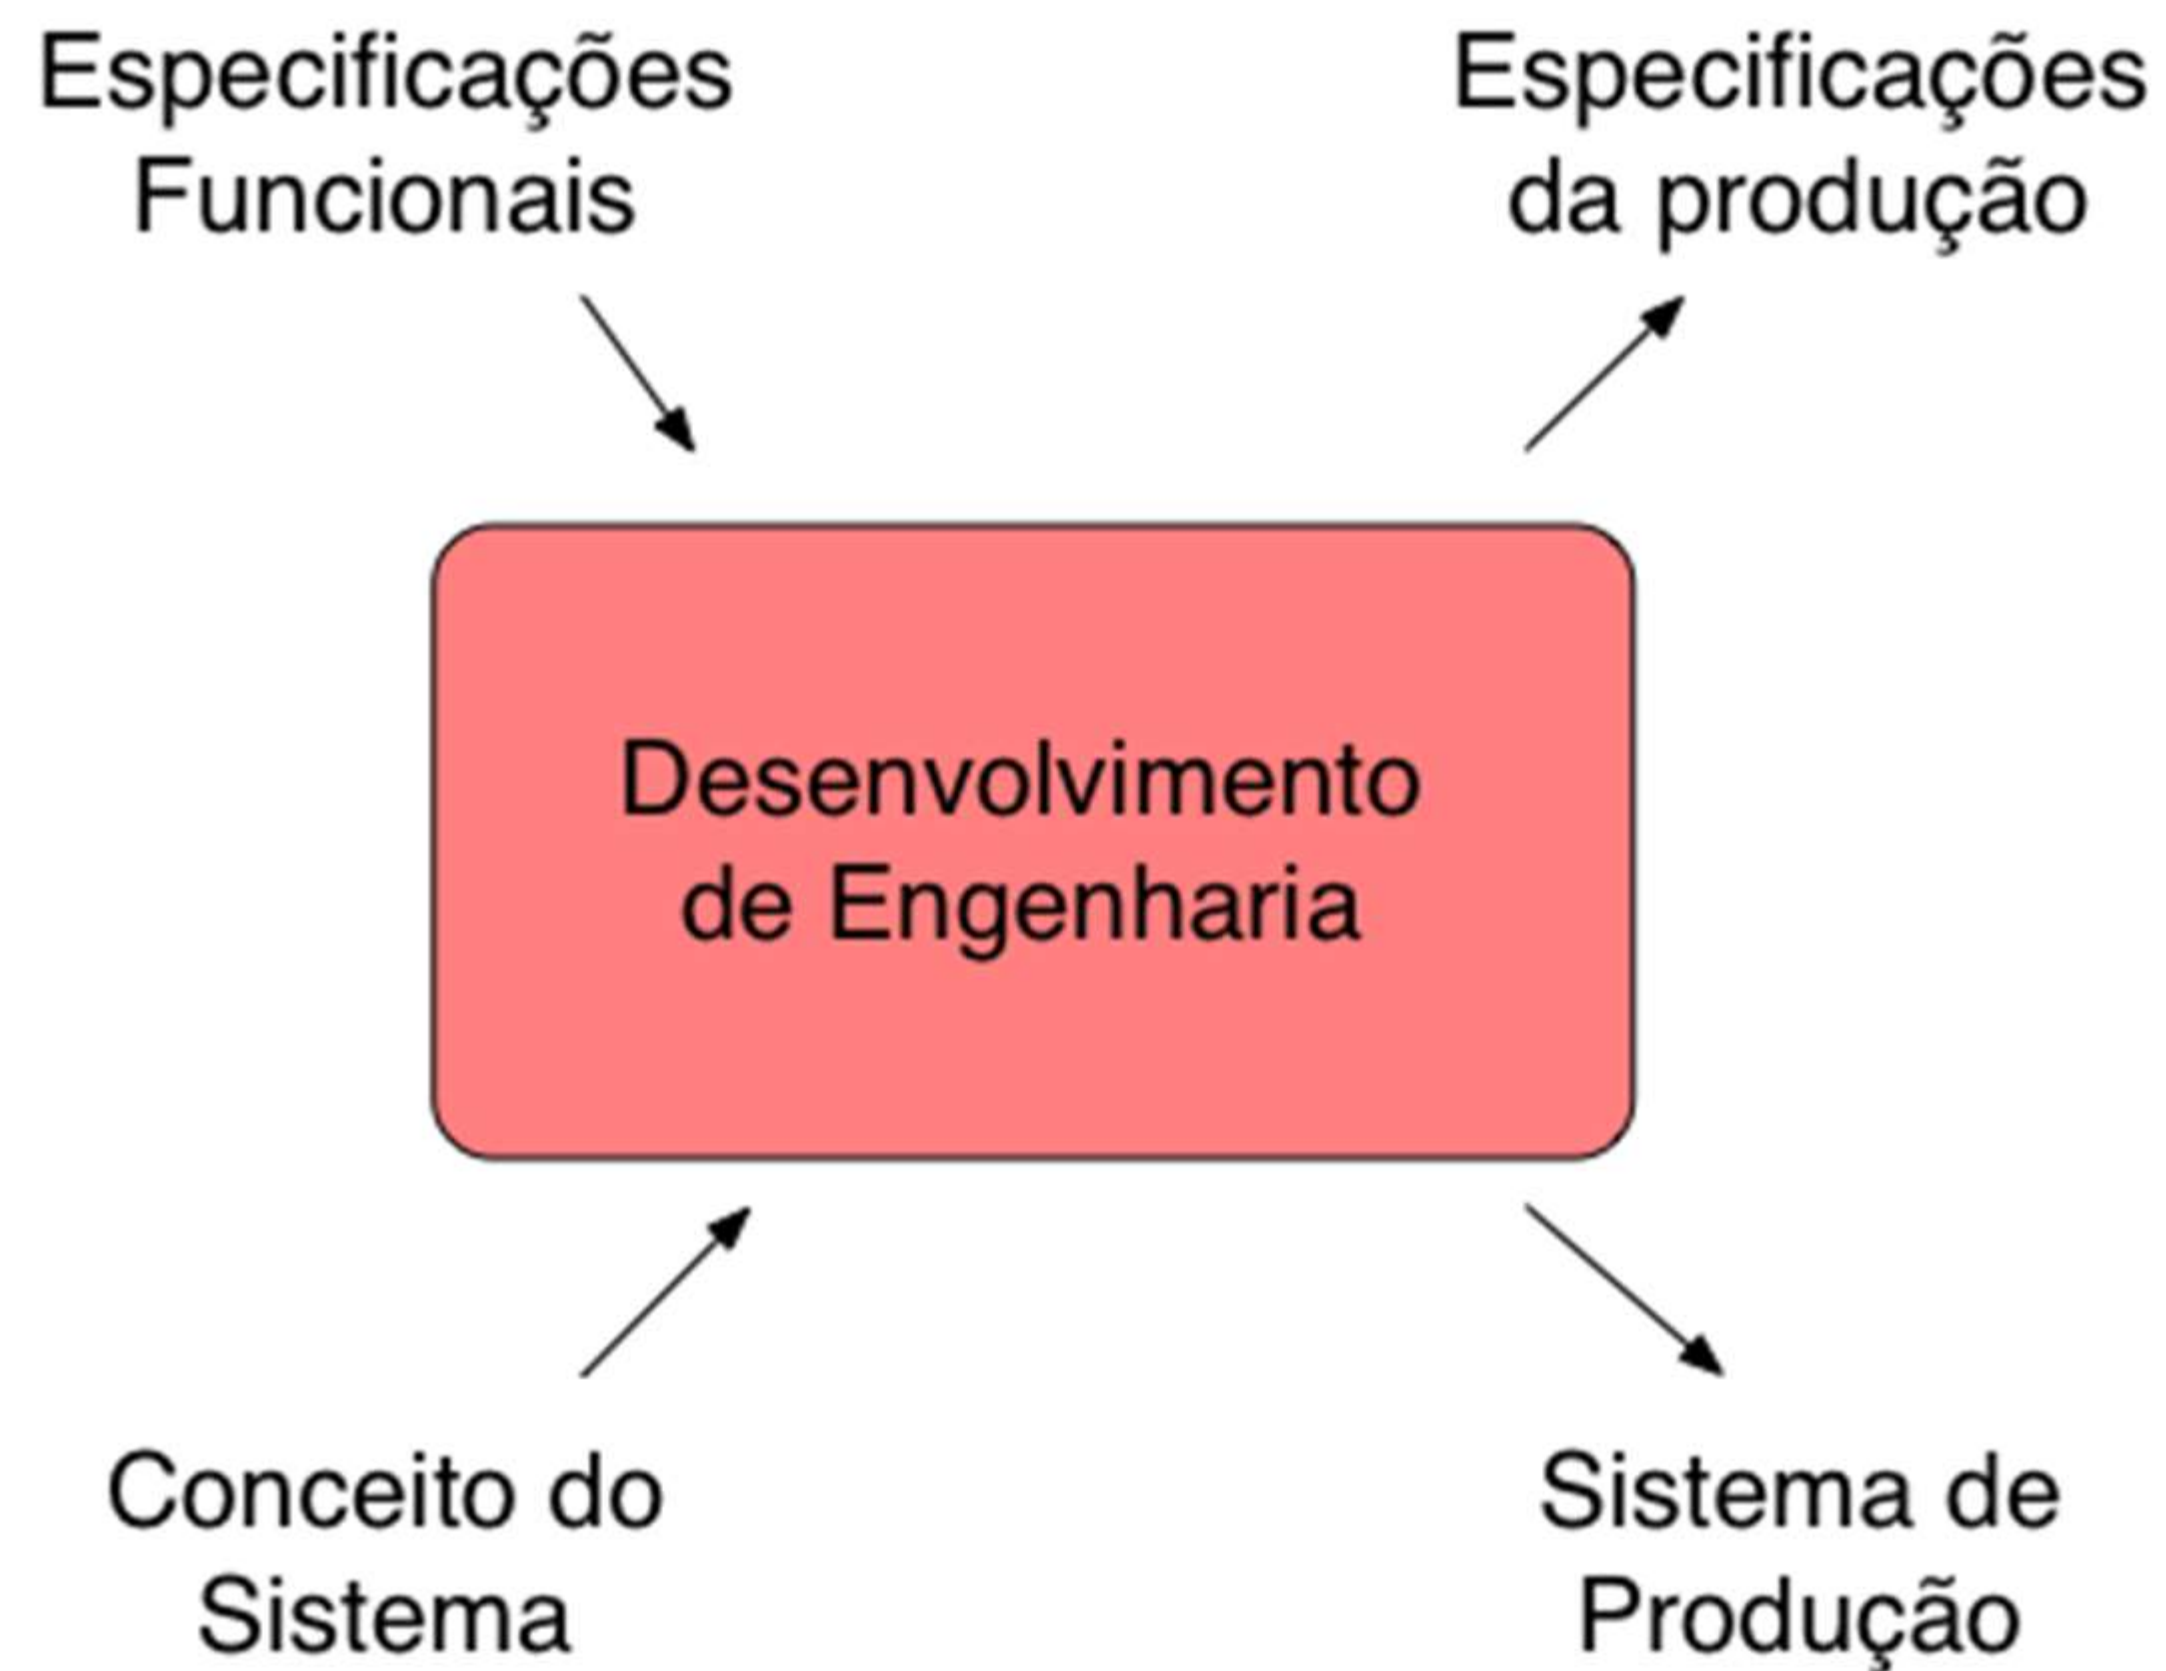 Especificações
Funcionais
Especificações
da produção
Desenvolvimento
de Engenharia
Conceito do
Sistema
Sistema de
Produção